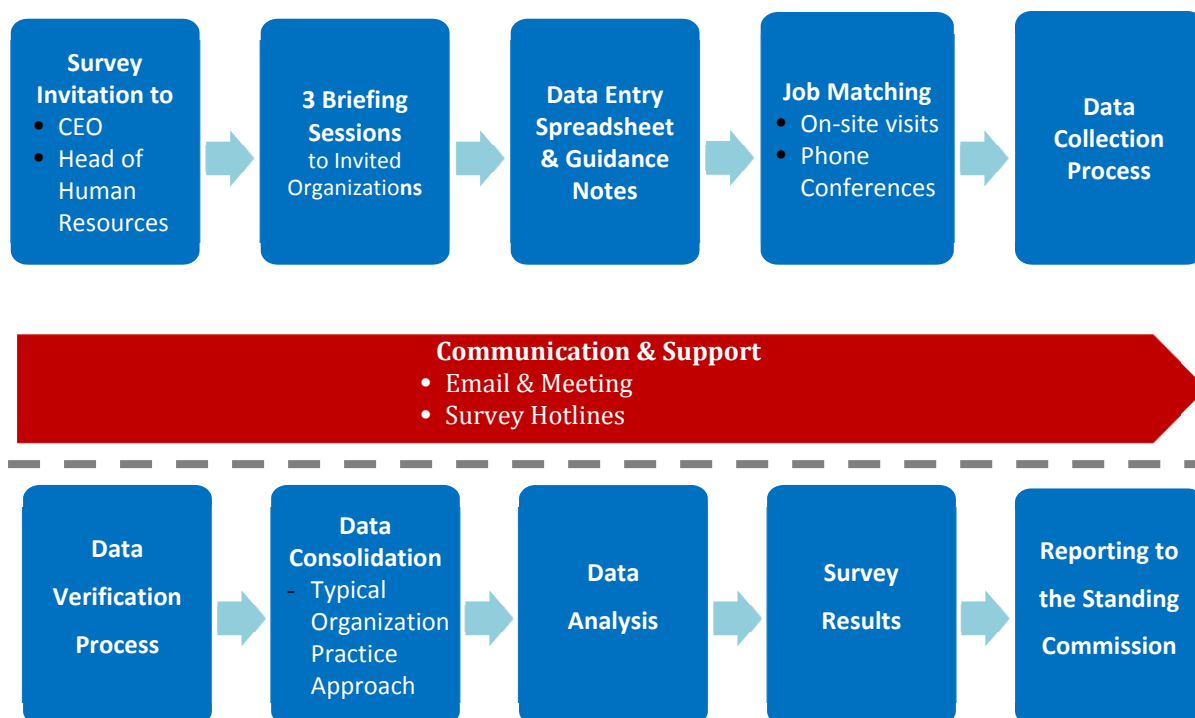 Survey
Invitation to
• CEO
• Head of
Human
Resources
3 Briefing
Sessions
to Invited
Organizations
Data Entry
Spreadsheet
& Guidance
Notes
Job Matching
• On-site visits
• Phone
Conferences
Data
Collection
Process
Communication & Support
• Email & Meeting
• Survey Hotlines
Data
Verification
Process
Data
Consolidation
- Typical
Organization
Practice
Approach
Data
Analysis
Survey
Results
Reporting to
the Standing
Commission